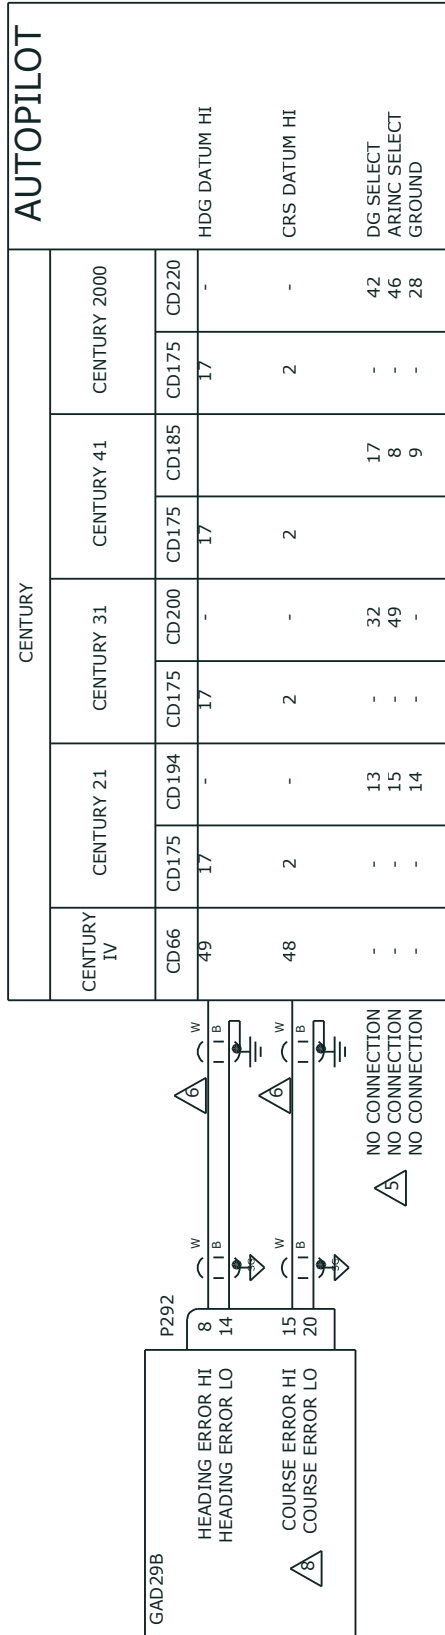 AUTOPILOT
CENTURY
CENTURY IV CENTURY 21 CENTURY 31 CENTURY 41 CENTURY 2000
GAD29B P292 CD66 CD175 CD194 CD175 CD200 CD175 CD185 CD175 CD220
6
W W
HEADING ERROR HI 8 49 17 - 17 - 17 17 - HDG DATUM HI
B B
HEADING ERROR LO 14
SG
6
W W
COURSE ERROR HI 15 48 2 - 2 - 2 2 - CRS DATUM HI
8
B B
COURSE ERROR LO 20
SG
NO CONNECTION - - 13 - 32 17 - 42 DG SELECT
5 NO CONNECTION - - 15 - 49 8 - 46 ARINC SELECT
NO CONNECTION - - 14 - - 9 - 28 GROUND